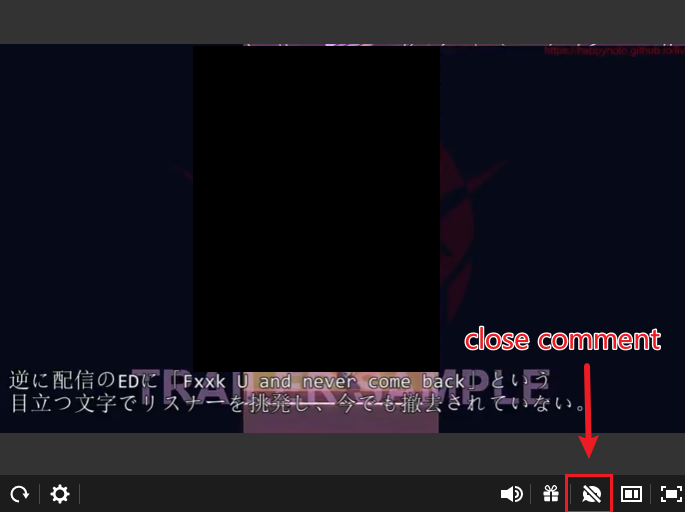 https://happynolo.github.io/liv
close comment
逆に配信のEDに「Fxxk U and never come back」という
目立つ文字でリスナーを挑発し、今でも撤去されていない。